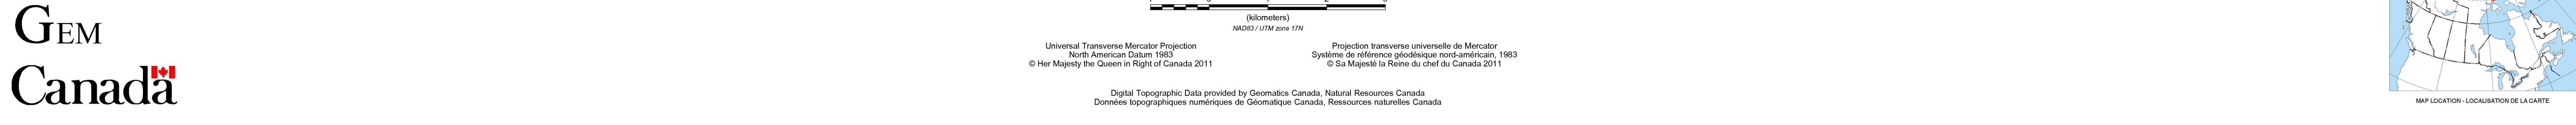 GEM
Canada
(kilometers)
NAD83 / UTM zone 17N
Universal Transverse Mercator Projection
North American Datum 1983
© Her Majesty the Queen in Right of Canada 2011
Projection transverse universelle de Mercator
Système de référence géodésique nord-américain, 1983
© Sa Majesté la Reine du chef du Canada 2011
Digital Topographic Data provided by Geomatics Canada, Natural Resources Canada
Données topographiques numériques de Géomatique Canada, Ressources naturelles Canada
MAP LOCATION - LOCALISATION DE LA CARTE